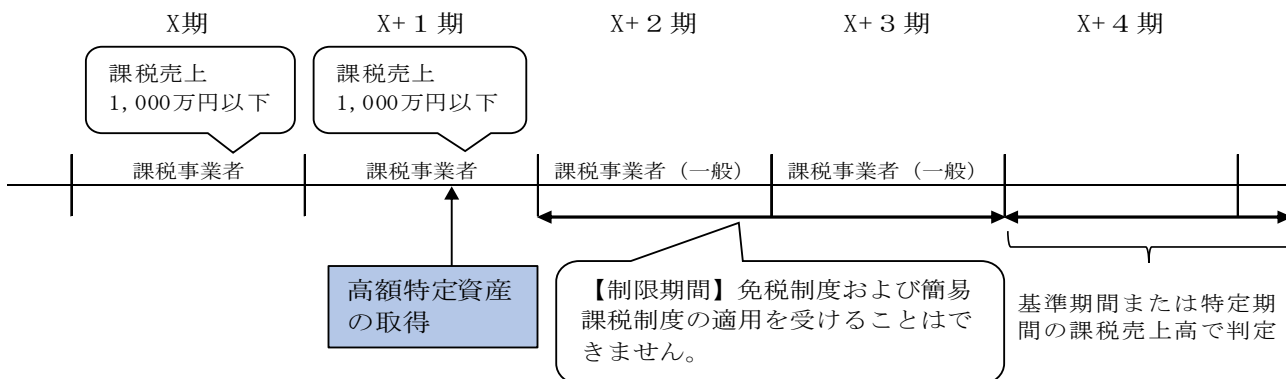 X期
X+１期
X+２期
X+３期
X+４期
課税売上
1,000万円以下
課税売上
1,000万円以下
課税事業者
課税事業者
課税事業者（一般）
課税事業者（一般）
高額特定資産
の取得
【制限期間】免税制度および簡易
課税制度の適用を受けることはで
きません。
基準期間または特定期
間の課税売上高で判定